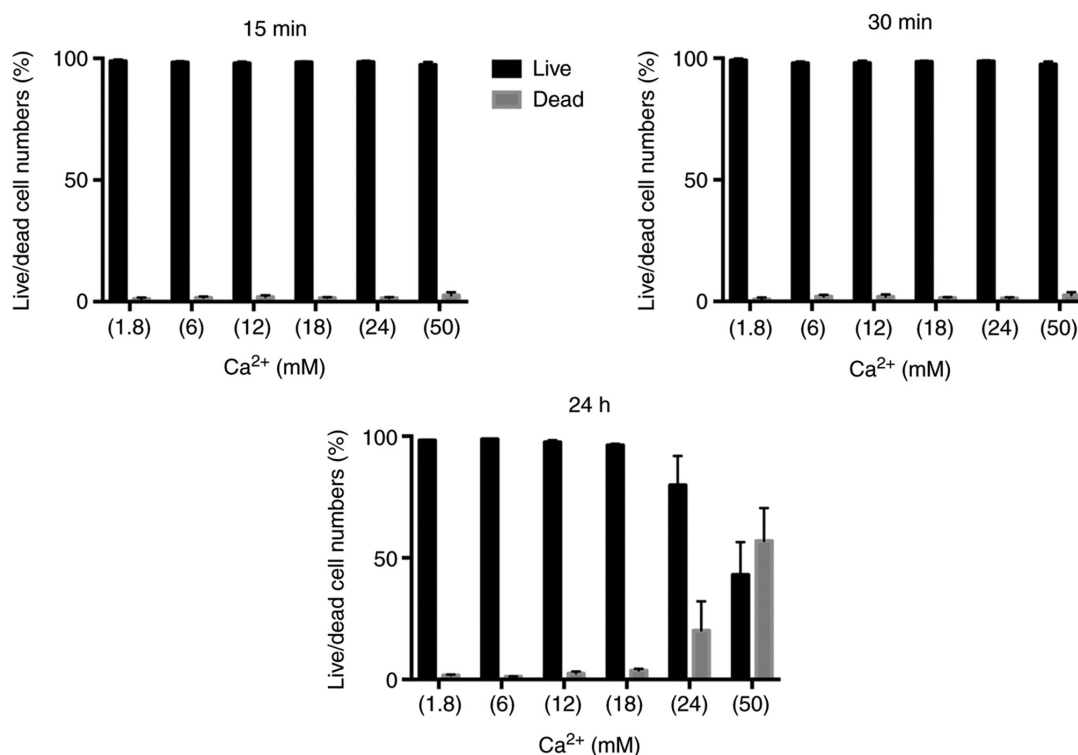 15 min
Live/dead cell numbers (%)
100
50
0
(1.8) (6) (12) (18) (24) (50)
Ca²⁺ (mM)
Live
Dead
30 min
Live/dead cell numbers (%)
100
50
0
(1.8) (6) (12) (18) (24) (50)
Ca²⁺ (mM)
24 h
Live/dead cell numbers (%)
100
50
0
(1.8) (6) (12) (18) (24) (50)
Ca²⁺ (mM)